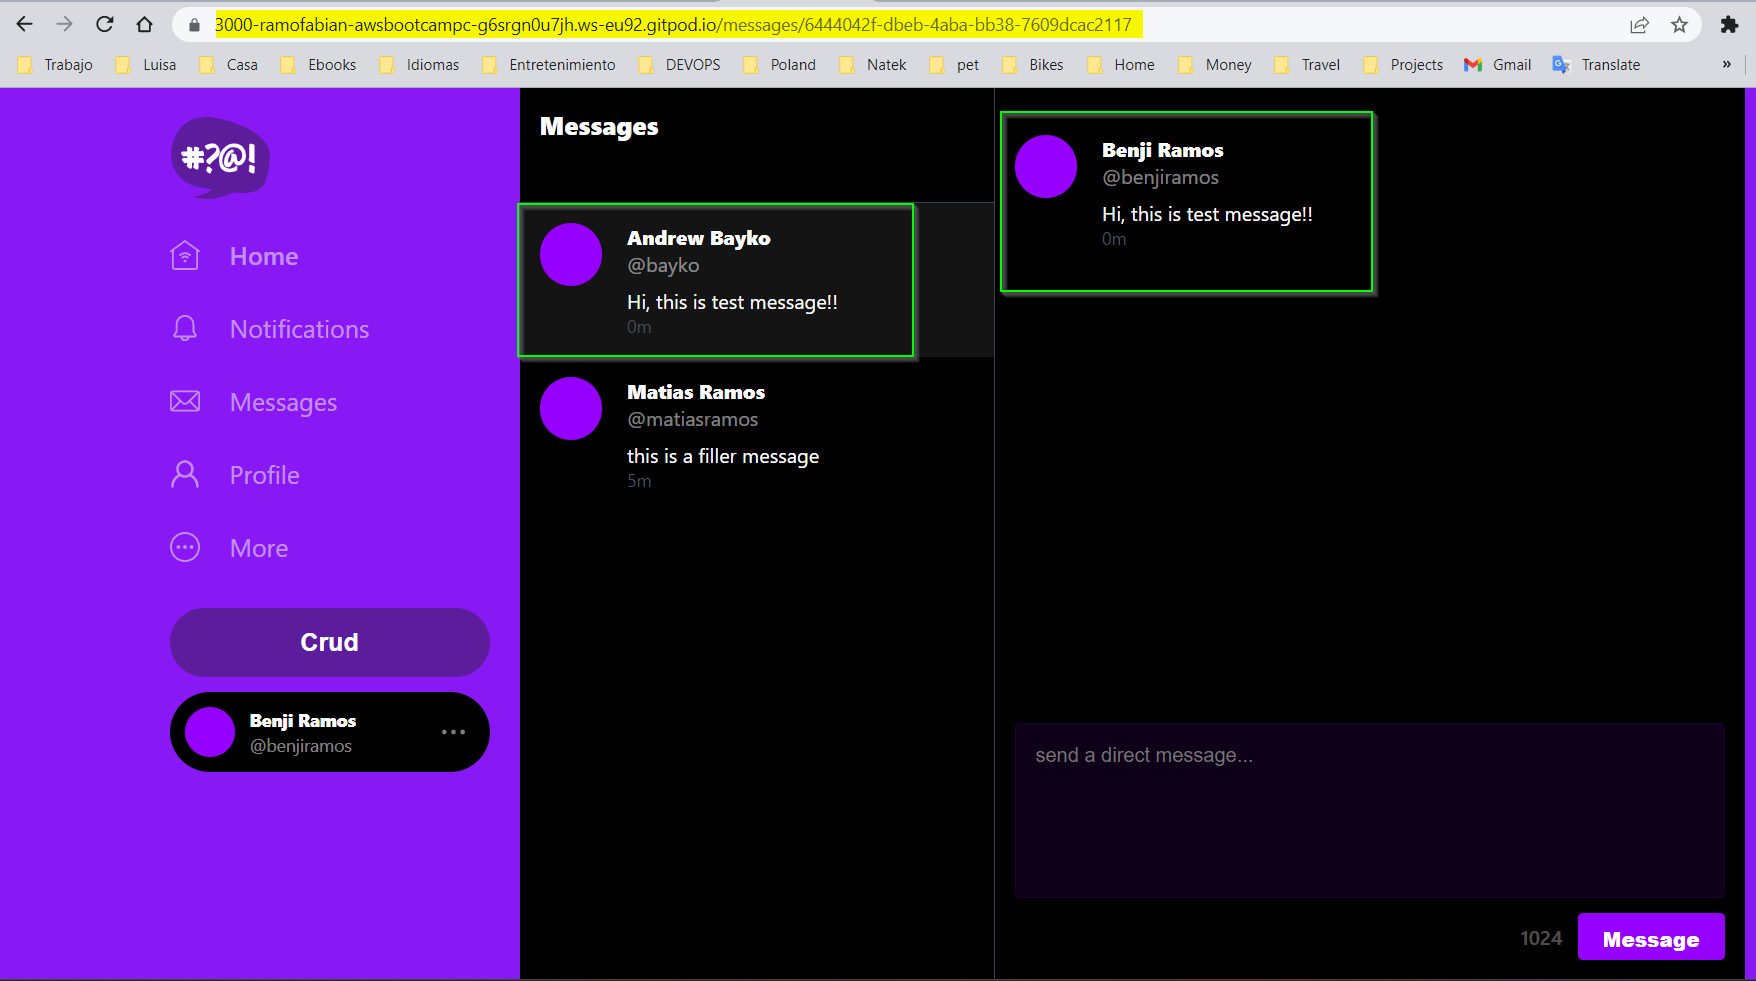 3000-ramofabian-awsbootcampc-g6srgn0u7jh.ws-eu92.gitpod.io/messages/6444042f-dbeb-4aba-bb38-7609dcac2117
Trabajo Luisa Casa Ebooks Idiomas Entretenimiento DEVOPS Poland Natek pet Bikes Home Money Travel Projects Gmail Translate »
#?@!
Home
Notifications
Messages
Profile
More
Crud
Benji Ramos
@benjiramos
Messages
Andrew Bayko
@bayko
Hi, this is test message!!
0m
Matias Ramos
@matiasramos
this is a filler message
5m
Benji Ramos
@benjiramos
Hi, this is test message!!
0m
send a direct message...
1024 Message